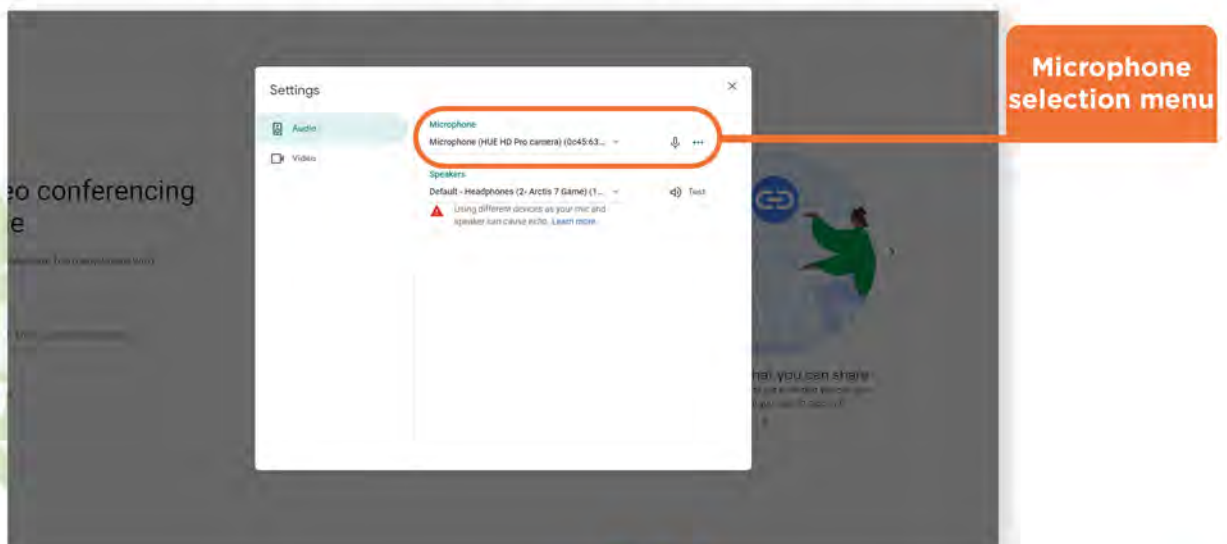 Microphone
selection menu
Settings
Audio
Video
Microphone
Microphone (HUE HD Pro camera) (0c45:63...
Speakers
Default - Headphones (2- Arctis 7 Game) (1...
Test
Using different devices as your mic and
speaker can cause echo. Learn more
eo conferencing
e
hat you can share